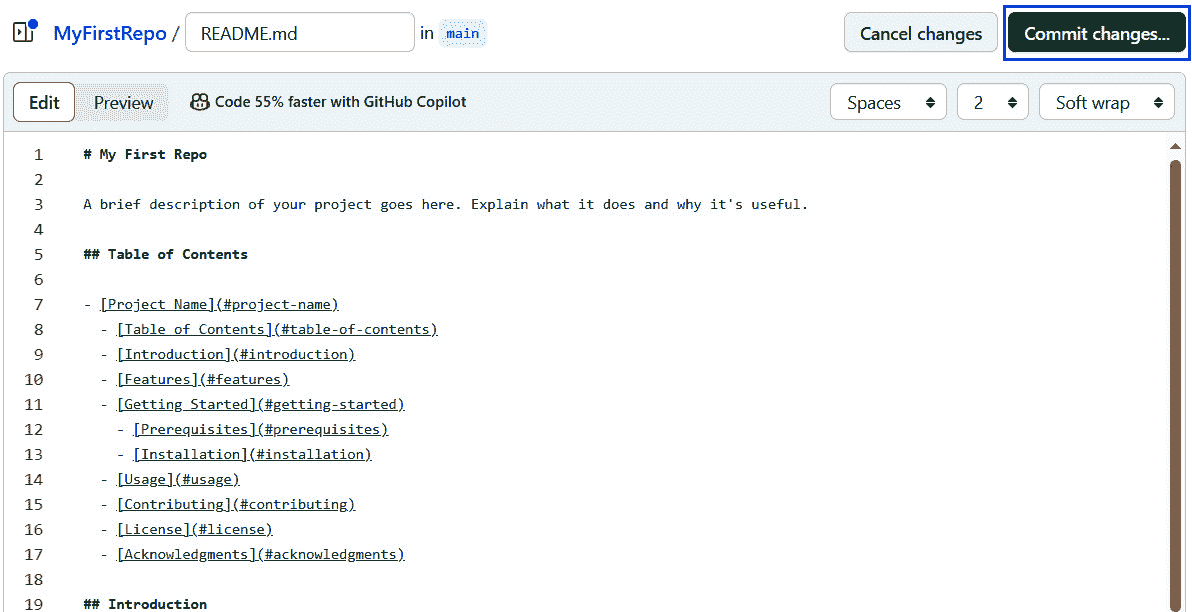 MyFirstRepo / README.md in main Cancel changes Commit changes...
Edit Preview Code 55% faster with GitHub Copilot Spaces 2 Soft wrap
1 # My First Repo
2
3 A brief description of your project goes here. Explain what it does and why it's useful.
4
5 ## Table of Contents
6
7 - [Project Name](#project-name)
8 - [Table of Contents](#table-of-contents)
9 - [Introduction](#introduction)
10 - [Features](#features)
11 - [Getting Started](#getting-started)
12 - [Prerequisites](#prerequisites)
13 - [Installation](#installation)
14 - [Usage](#usage)
15 - [Contributing](#contributing)
16 - [License](#license)
17 - [Acknowledgments](#acknowledgments)
18
19 ## Introduction